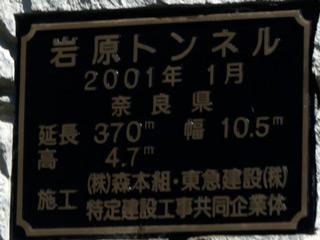 岩原トンネル
2001年 1月
奈良県
延長 370m 幅 10.5m
高 4.7m
施工 (株)森本組・東急建設(株)
特定建設工事共同企業体